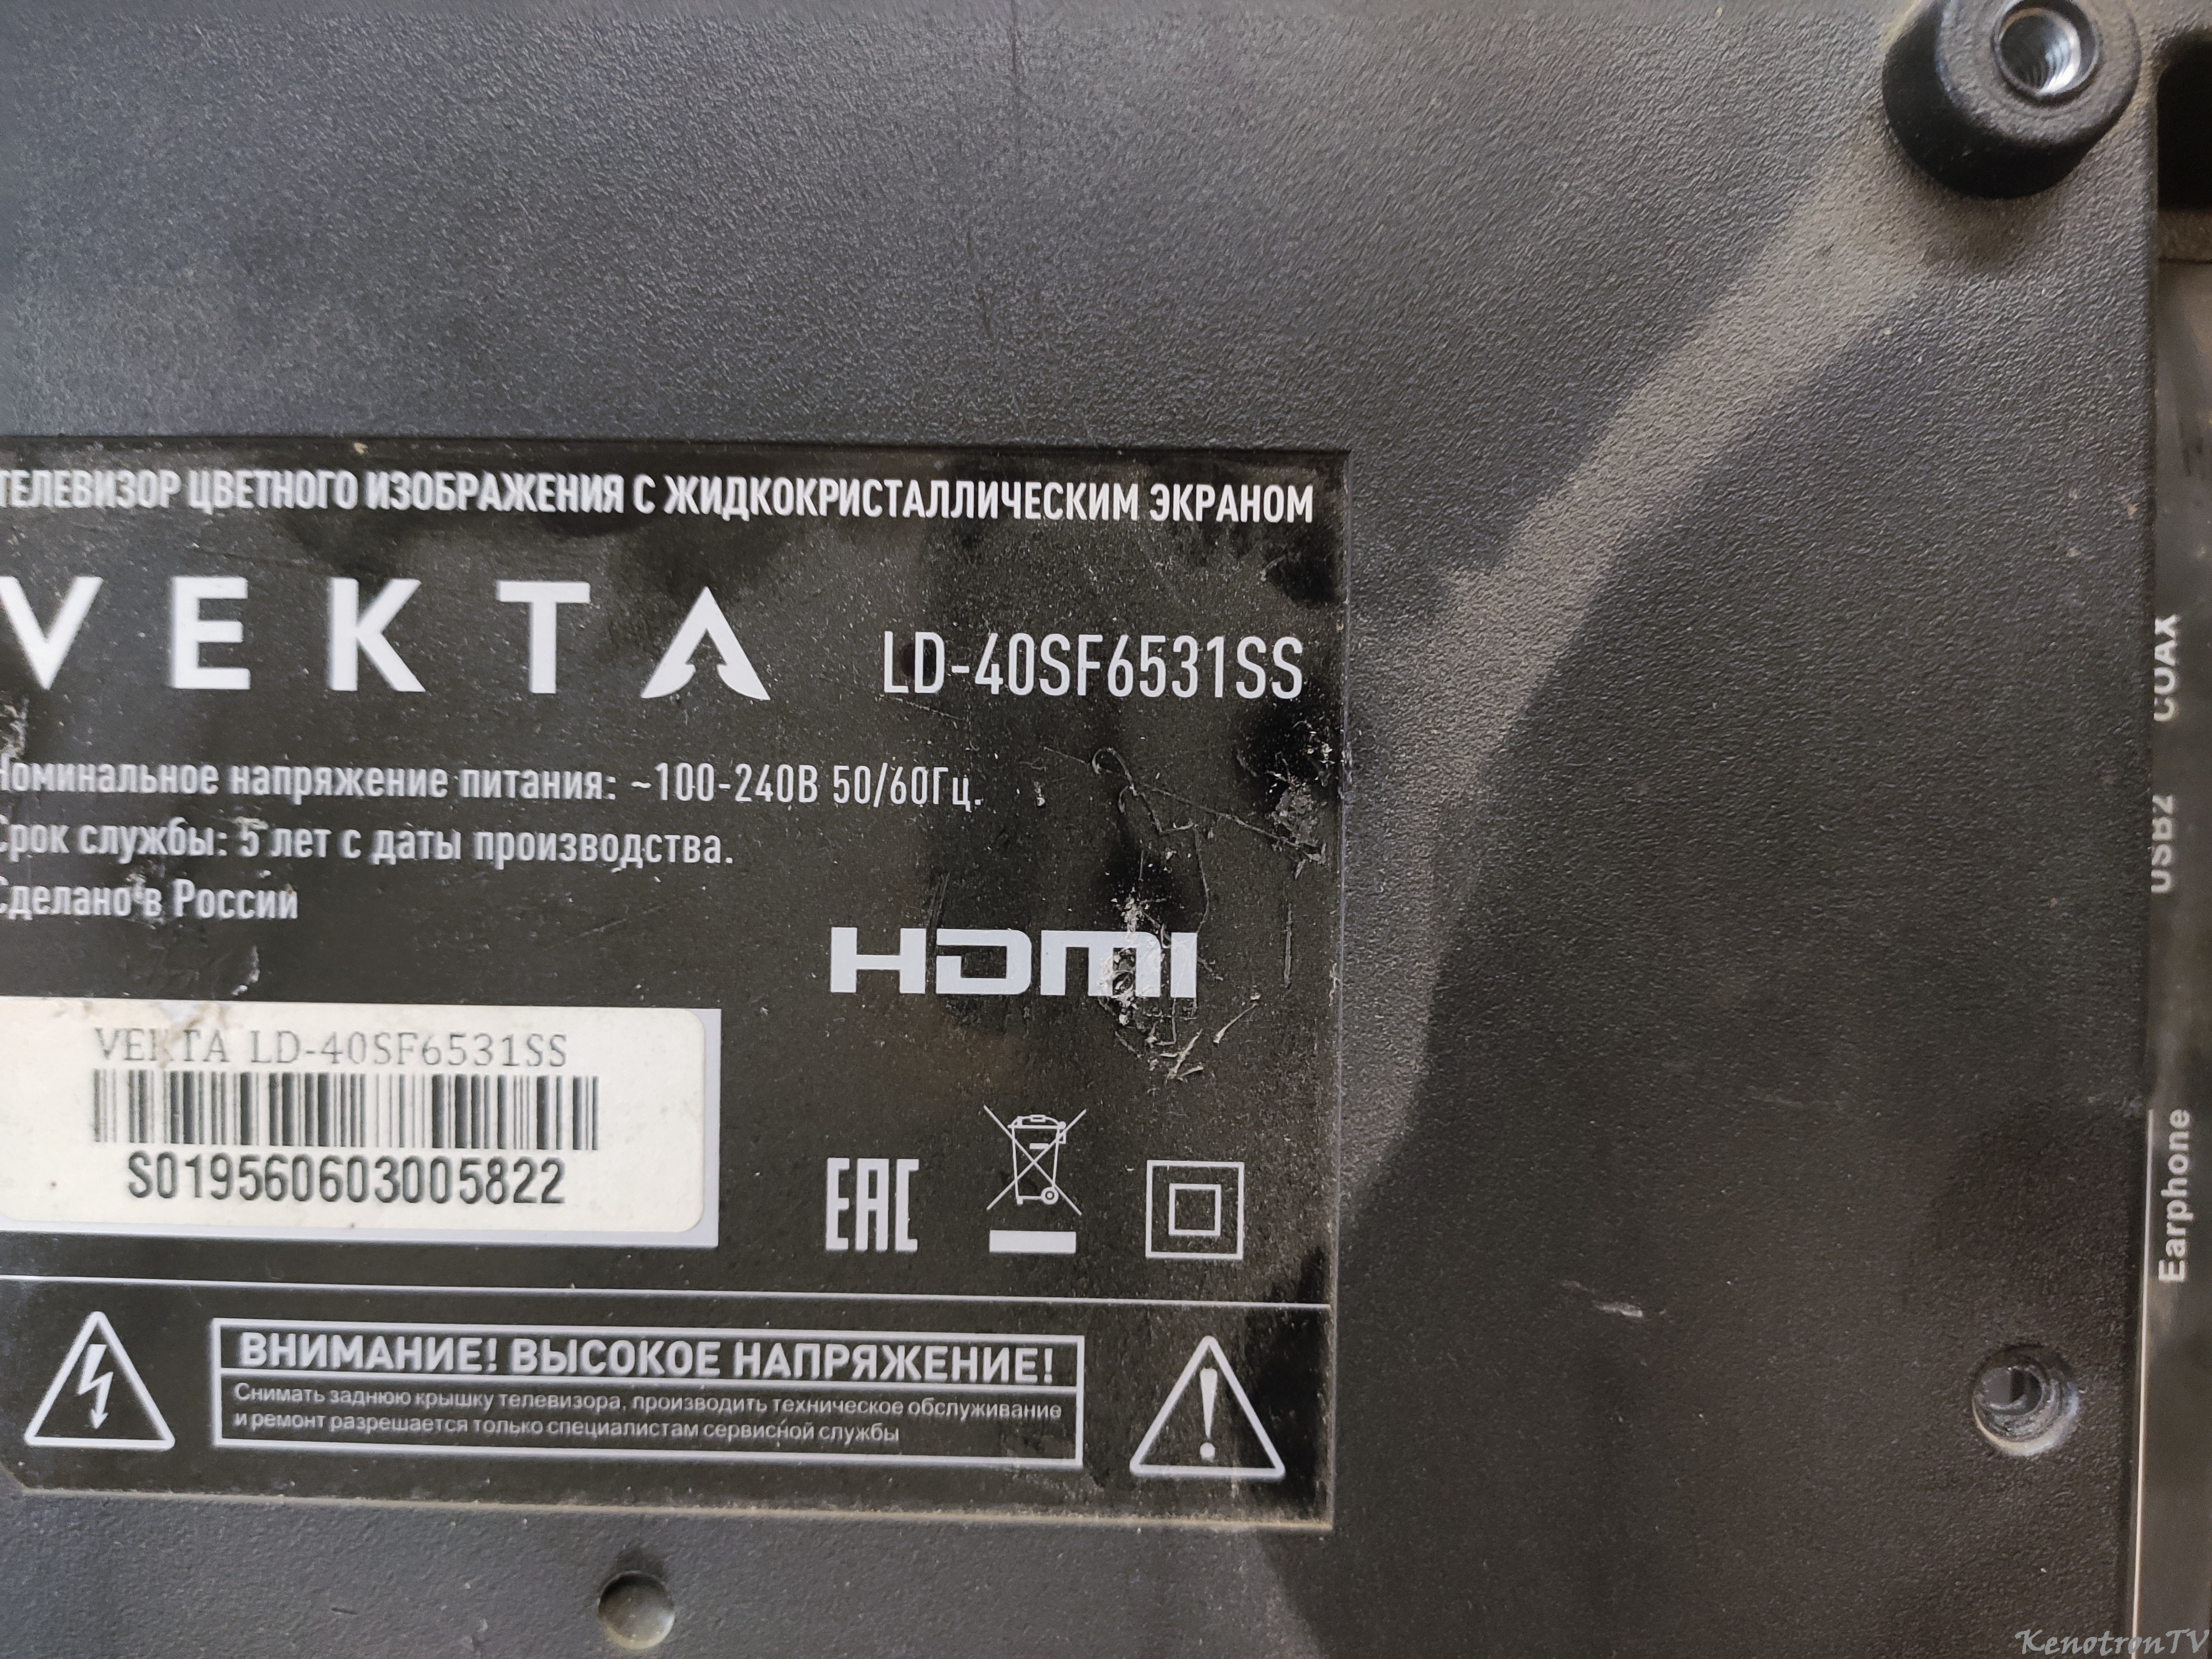 ТЕЛЕВИЗОР ЦВЕТНОГО ИЗОБРАЖЕНИЯ С ЖИДКОКРИСТАЛЛИЧЕСКИМ ЭКРАНОМ
VEKTA LD-40SF6531SS
Номинальное напряжение питания: ~100-240В 50/60Гц.
Срок службы: 5 лет с даты производства.
Сделано в России
HDMI
VEKTA LD-40SF6531SS
S019560603005822
EAC
ВНИМАНИЕ! ВЫСОКОЕ НАПРЯЖЕНИЕ!
Снимать заднюю крышку телевизора, производить техническое обслуживание
и ремонт разрешается только специалистам сервисной службы
COAX
USB2
Earphone
KenotronTV